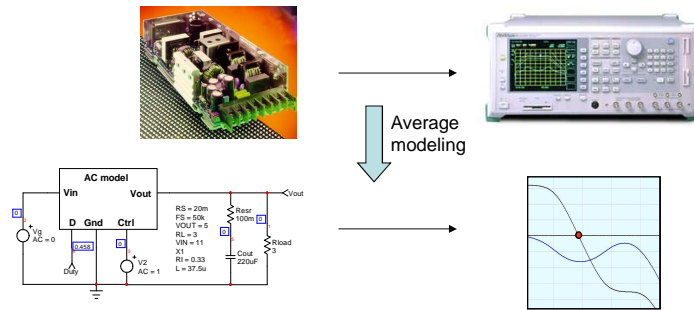 Average
modeling
AC model
Vin
Vout
D
Gnd
Ctrl
0
Vg
AC = 0
0.458
Duty
0
V2
AC = 1
RS = 20m
FS = 50k
VOUT = 5
RL = 3
VIN = 11
X1
RI = 0.33
L = 37.5u
Vout
Resr
100m
0
0
Cout
220uF
Rload
3